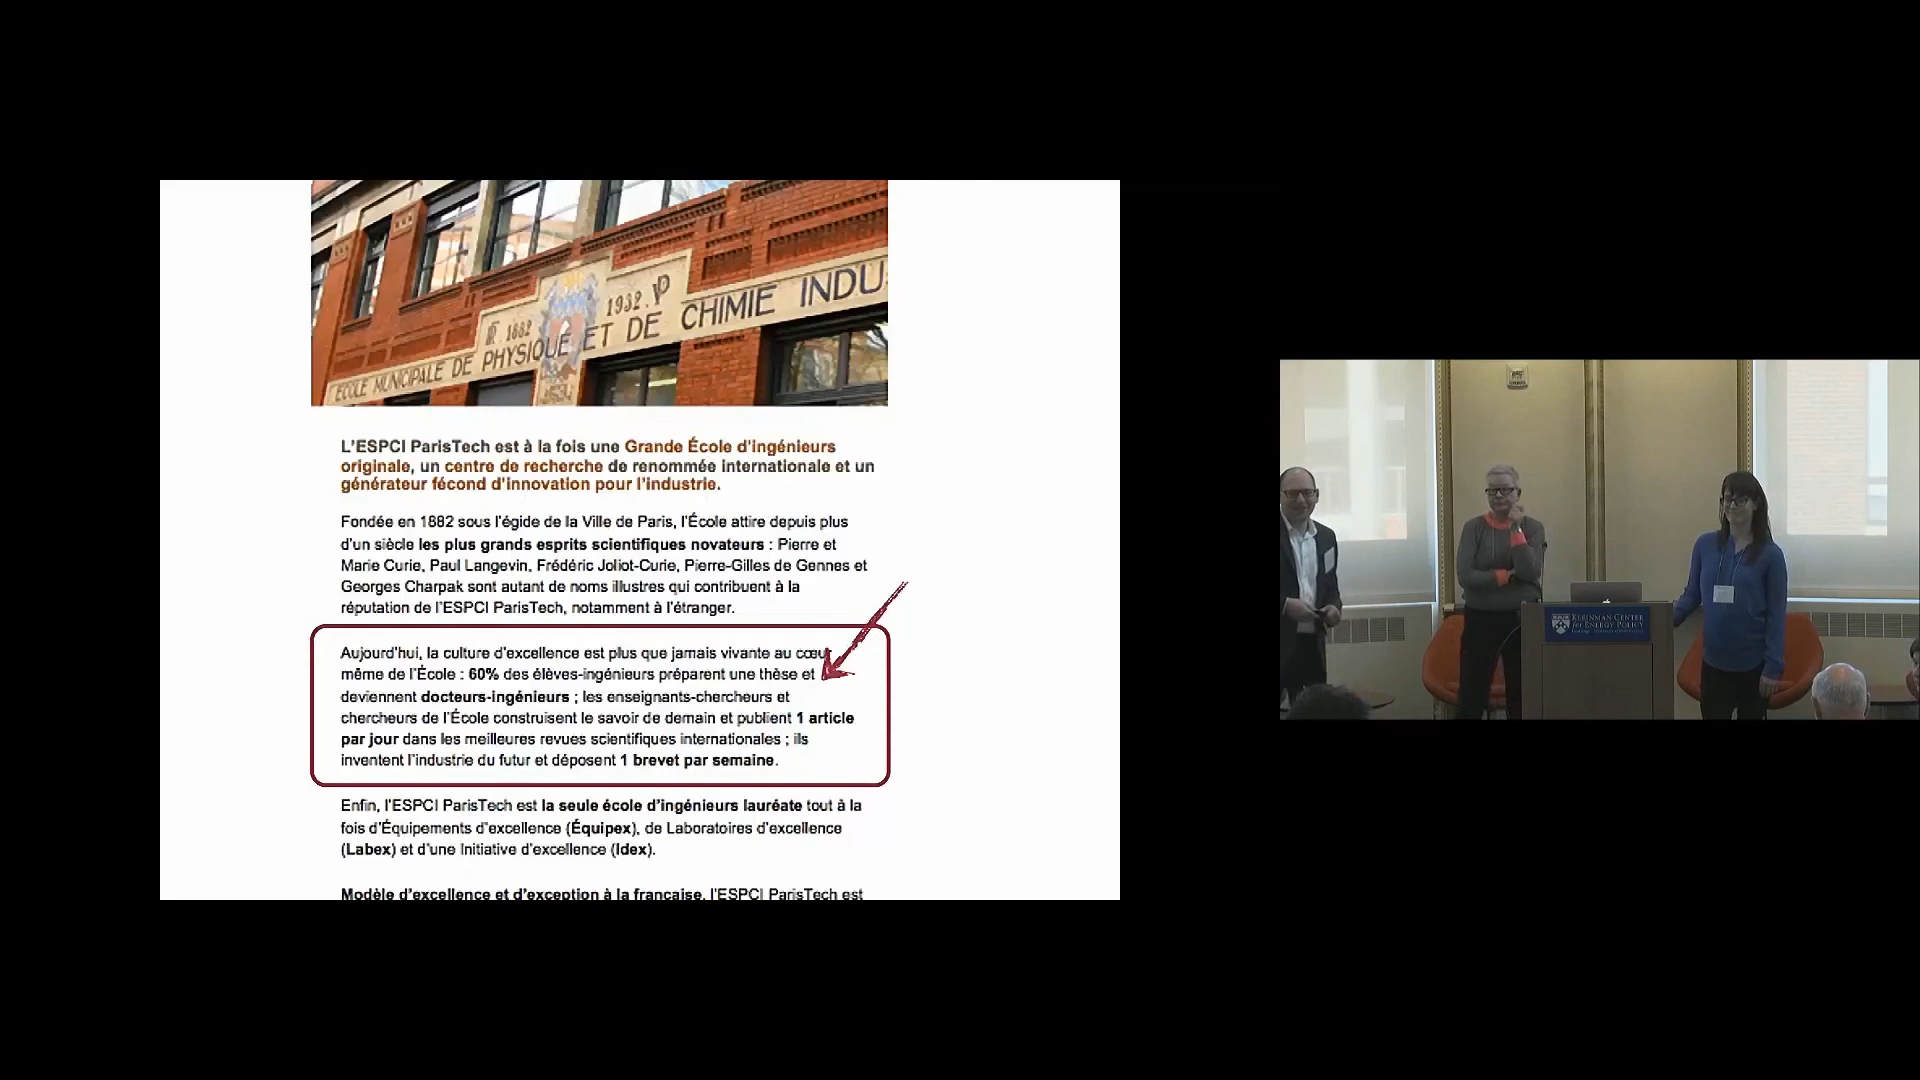 1882
1932.
ÉCOLE MUNICIPALE DE PHYSIQUE ET DE CHIMIE INDU
L'ESPCI ParisTech est à la fois une Grande École d'ingénieurs
originale, un centre de recherche de renommée internationale et un
générateur fécond d'innovation pour l'industrie.
Fondée en 1882 sous l'égide de la Ville de Paris, l'École attire depuis plus
d'un siècle les plus grands esprits scientifiques novateurs : Pierre et
Marie Curie, Paul Langevin, Frédéric Joliot-Curie, Pierre-Gilles de Gennes et
Georges Charpak sont autant de noms illustres qui contribuent à la
réputation de l'ESPCI ParisTech, notamment à l'étranger.
Aujourd'hui, la culture d'excellence est plus que jamais vivante au cœur
même de l'École : 60% des élèves-ingénieurs préparent une thèse et
deviennent docteurs-ingénieurs ; les enseignants-chercheurs et
chercheurs de l'École construisent le savoir de demain et publient 1 article
par jour dans les meilleures revues scientifiques internationales ; ils
inventent l'industrie du futur et déposent 1 brevet par semaine.
Enfin, l'ESPCI ParisTech est la seule école d'ingénieurs lauréate tout à la
fois d'Équipements d'excellence (Équipex), de Laboratoires d'excellence
(Labex) et d'une Initiative d'excellence (Idex).
Modèle d'excellence et d'exception à la française, l'ESPCI ParisTech est
KLEINMAN CENTER
for ENERGY POLICY